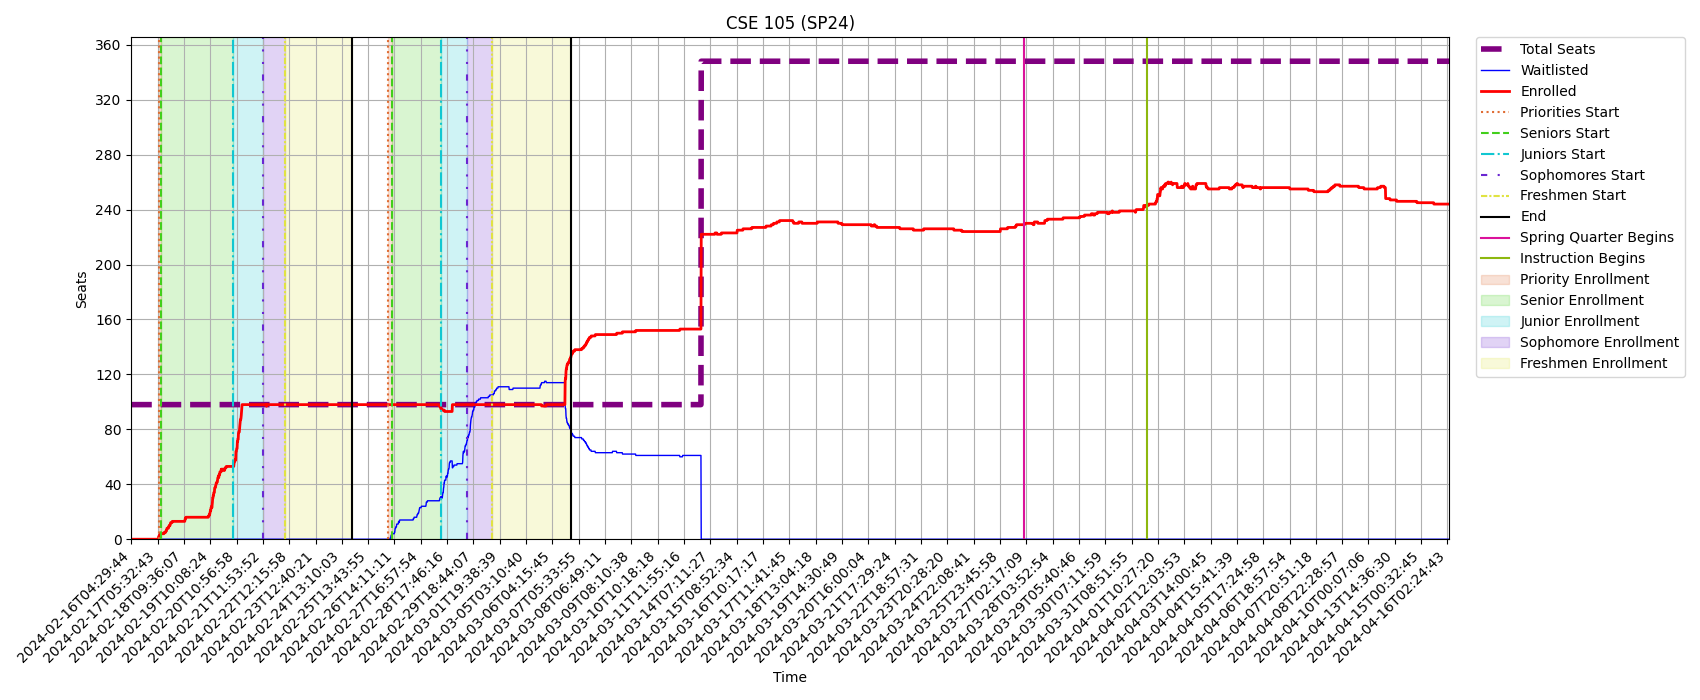 CSE 105 (SP24)
Seats
360
320
280
240
200
160
120
80
40
0
2024-02-16T04:29:44
2024-02-17T05:32:43
2024-02-18T09:36:07
2024-02-19T10:08:24
2024-02-20T10:56:58
2024-02-21T11:53:52
2024-02-22T12:15:58
2024-02-23T12:40:21
2024-02-24T13:10:03
2024-02-25T13:43:55
2024-02-26T14:11:11
2024-02-27T16:57:54
2024-02-28T17:46:16
2024-02-29T18:44:07
2024-03-01T19:38:39
2024-03-05T03:10:40
2024-03-06T04:15:45
2024-03-07T05:33:55
2024-03-08T06:49:11
2024-03-09T08:10:38
2024-03-10T10:18:18
2024-03-11T11:55:16
2024-03-14T07:11:27
2024-03-15T08:52:34
2024-03-16T10:17:17
2024-03-17T11:41:45
2024-03-18T13:04:18
2024-03-19T14:30:49
2024-03-20T16:00:04
2024-03-21T17:29:24
2024-03-22T18:57:31
2024-03-23T20:28:20
2024-03-24T22:08:41
2024-03-25T23:45:58
2024-03-27T02:17:09
2024-03-28T03:52:54
2024-03-29T05:40:46
2024-03-30T07:11:59
2024-03-31T08:51:55
2024-04-01T10:27:20
2024-04-02T12:03:53
2024-04-03T14:00:45
2024-04-04T15:41:39
2024-04-05T17:24:58
2024-04-06T18:57:54
2024-04-07T20:51:18
2024-04-08T22:28:57
2024-04-10T00:07:06
2024-04-13T14:36:30
2024-04-15T00:32:45
2024-04-16T02:24:43
Time
Total Seats
Waitlisted
Enrolled
Priorities Start
Seniors Start
Juniors Start
Sophomores Start
Freshmen Start
End
Spring Quarter Begins
Instruction Begins
Priority Enrollment
Senior Enrollment
Junior Enrollment
Sophomore Enrollment
Freshmen Enrollment